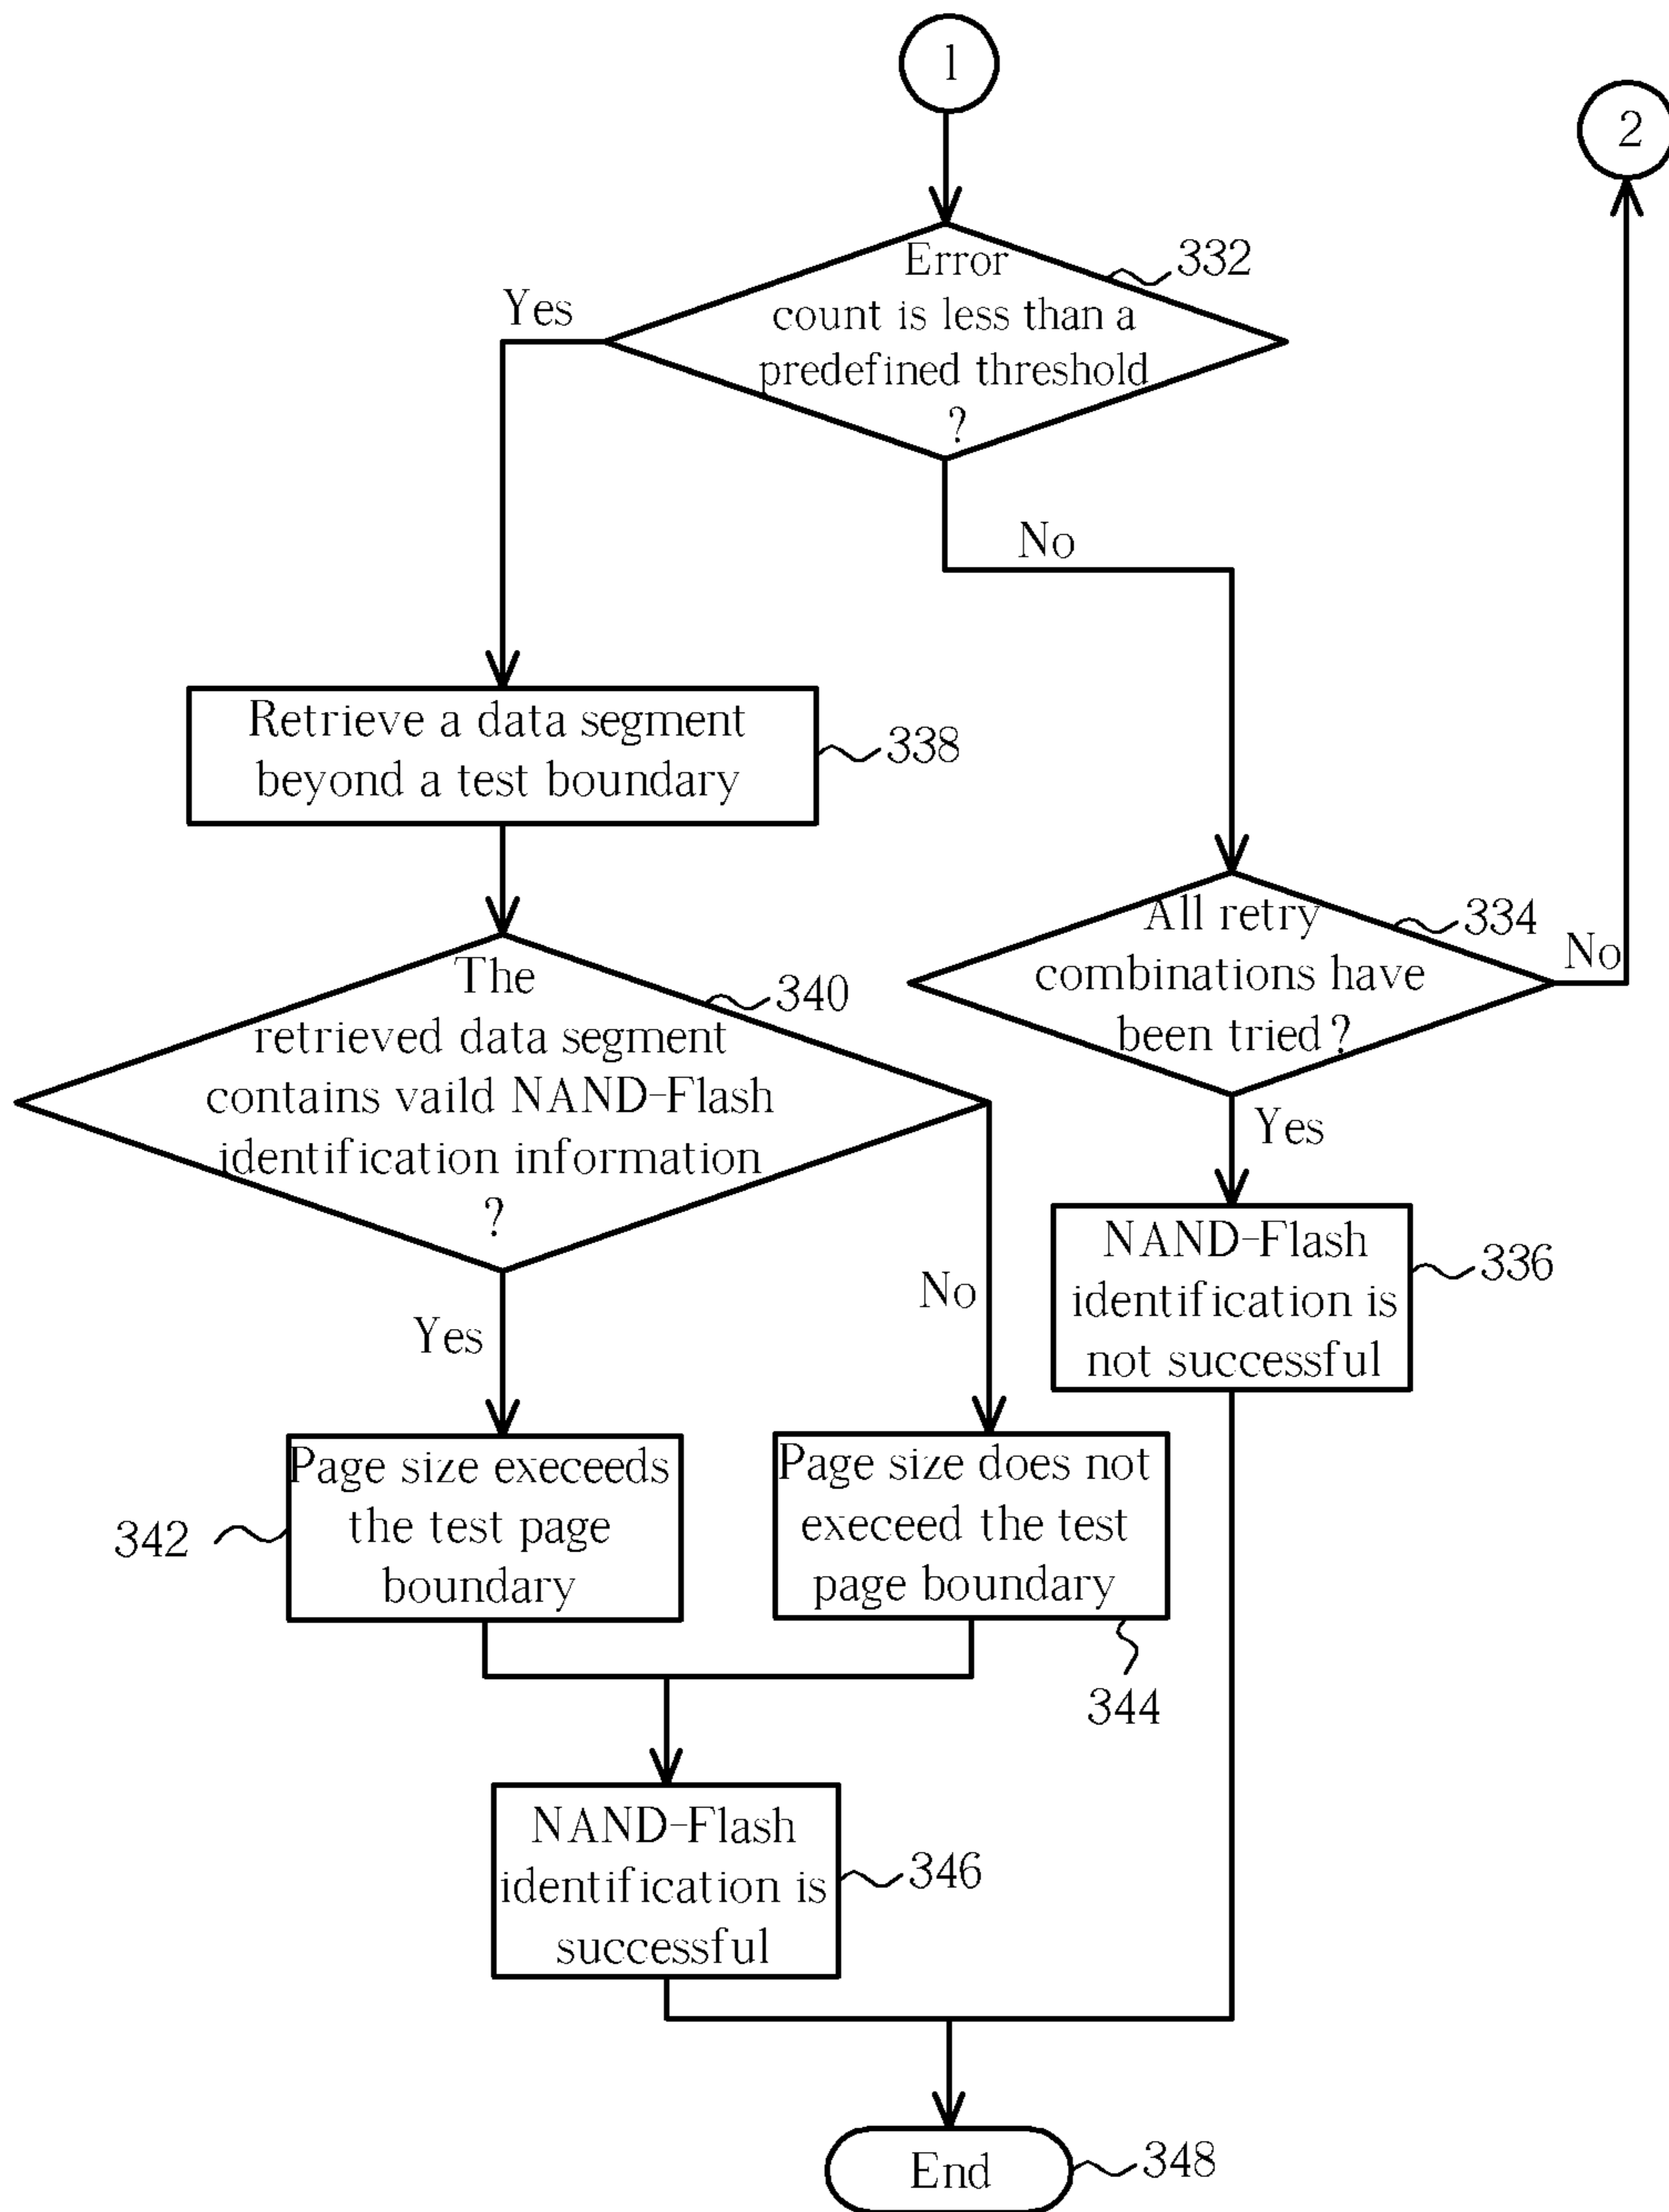 1
2
Error
count is less than a
predefined threshold
?
332
Yes
No
Retrieve a data segment
beyond a test boundary
338
All retry
combinations have
been tried?
334
No
The
retrieved data segment
contains vaild NAND-Flash
identification information
?
340
Yes
No
Yes
NAND-Flash
identification is
not successful
336
Page size execeeds
the test page
boundary
342
Page size does not
execeed the test
page boundary
344
NAND-Flash
identification is
successful
346
End
348